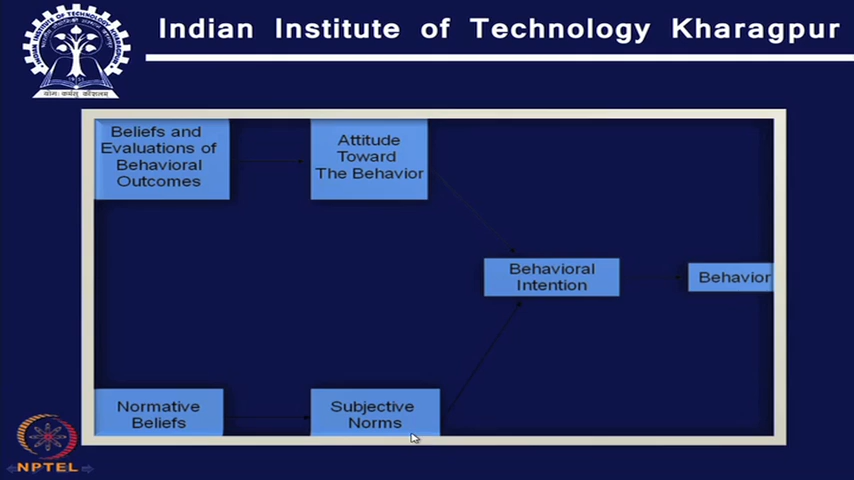 Indian Institute of Technology Kharagpur
Beliefs and
Evaluations of
Behavioral
Outcomes
Attitude
Toward
The Behavior
Behavioral
Intention
Behavior
Normative
Beliefs
Subjective
Norms
NPTEL